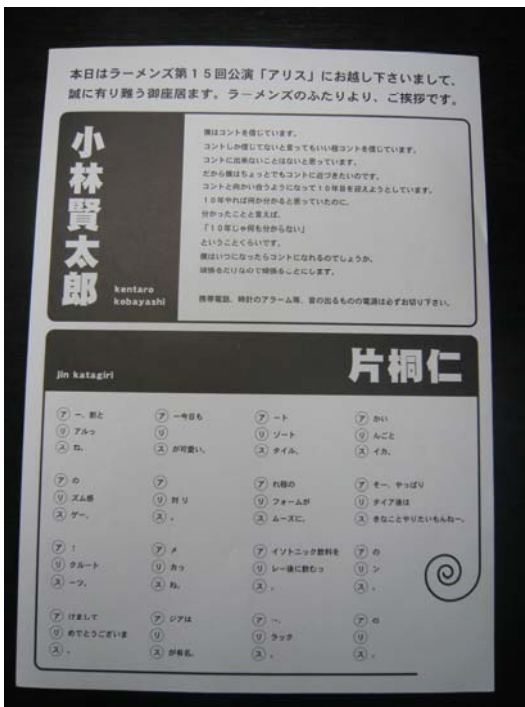 本日はラーメンズ第15回公演「アリス」にお越し下さいまして、
誠に有り難う御座居ます。ラーメンズのふたりより、ご挨拶です。
小林賢太郎
kentaro
kobayashi
僕はコントを信じています。
コントしか信じてないと言ってもいい程コントを信じています。
コントに出来ないことはないと思っています。
だから僕はちょっとでもコントに近づきたいのです。
コントと向かい合うようになって10年目を迎えようとしています。
10年やれば何か分かると思っていたのに、
分かったことと言えば、
「10年じゃ何も分からない」
ということくらいです。
僕はいつになったらコントになれるのでしょうか。
頑張るだけなので頑張ることにします。
携帯電話、時計のアラーム等、音の出るものの電源は必ずお切り下さい。
片桐仁
jin katagiri
ア ー、割と
リ アルっ
ス ね。
ア ー今日も
リ
ス が可愛い。
ア ート
リ ゾート
ス タイル。
ア かい
リ んごと
ス イカ。
ア の
リ ズム感
ス ゲー。
ア
リ 対 リ
ス 。
ア れ程の
リ フォームが
ス ムーズに。
ア そー、やっぱり
リ タイア後は
ス きなことやりたいもんねー。
ア !
リ クルート
ス ーツ。
ア メ
リ カっ
ス ね。
ア イソトニック飲料を
リ レー後に飲むっ
ス 。
ア の
リ ン
ス 。
ア けまして
リ めでとうございま
ス 。
ア ジアは
リ
ス が有名。
ア ～、
リ ラック
ス 。
ア の
リ
ス 。